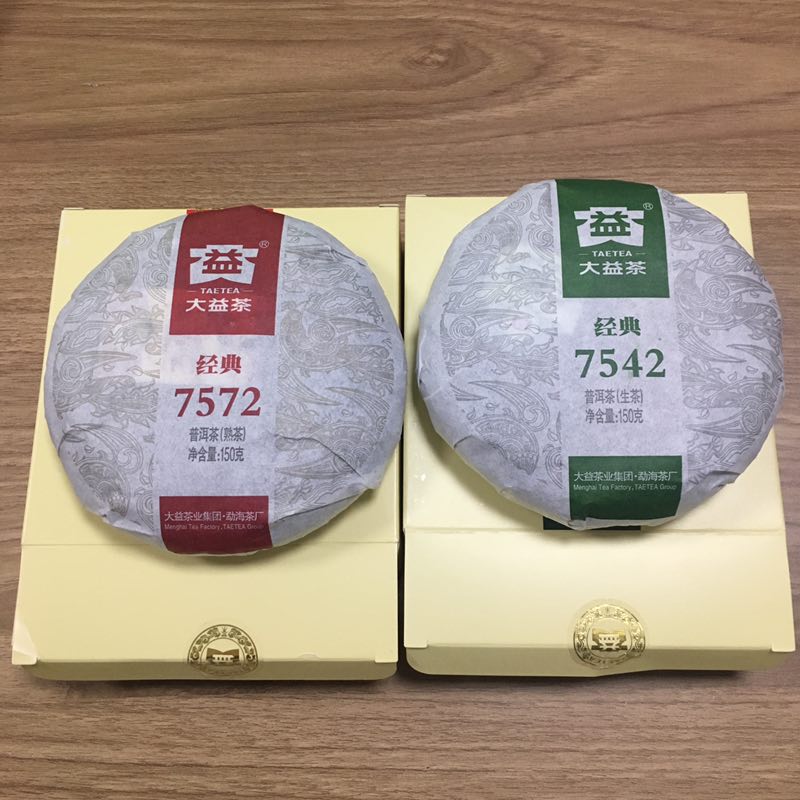 益®
TAETEA
大益茶
经典
7572
普洱茶(熟茶)
净含量:150克
大益茶业集团·勐海茶厂
Menghai Tea Factory,TAETEA Group
益®
TAETEA
大益茶
经典
7542
普洱茶(生茶)
净含量:150克
大益茶业集团·勐海茶厂
Menghai Tea Factory,TAETEA Group